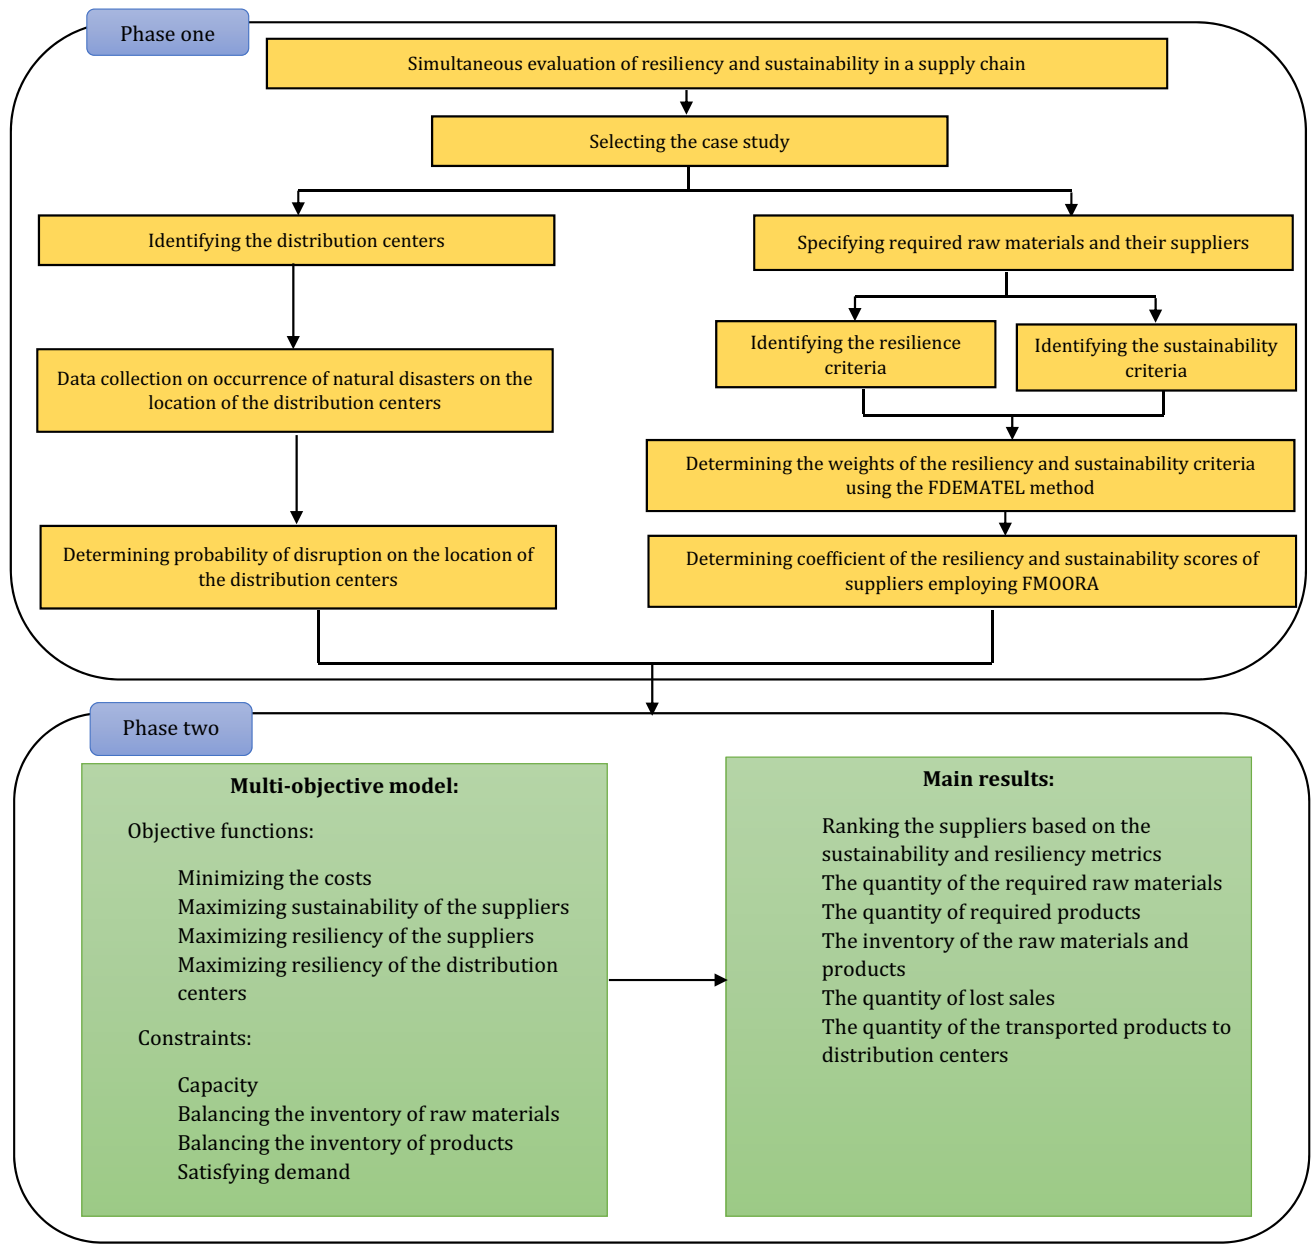 Phase one
Simultaneous evaluation of resiliency and sustainability in a supply chain
Selecting the case study
Identifying the distribution centers
Specifying required raw materials and their suppliers
Identifying the resilience
criteria
Identifying the sustainability
criteria
Data collection on occurrence of natural disasters on the
location of the distribution centers
Determining the weights of the resiliency and sustainability criteria
using the FDEMATEL method
Determining probability of disruption on the location of
the distribution centers
Determining coefficient of the resiliency and sustainability scores of
suppliers employing FMOORA
Phase two
Multi-objective model:
Objective functions:
Minimizing the costs
Maximizing sustainability of the suppliers
Maximizing resiliency of the suppliers
Maximizing resiliency of the distribution
centers
Constraints:
Capacity
Balancing the inventory of raw materials
Balancing the inventory of products
Satisfying demand
Main results:
Ranking the suppliers based on the
sustainability and resiliency metrics
The quantity of the required raw materials
The quantity of required products
The inventory of the raw materials and
products
The quantity of lost sales
The quantity of the transported products to
distribution centers